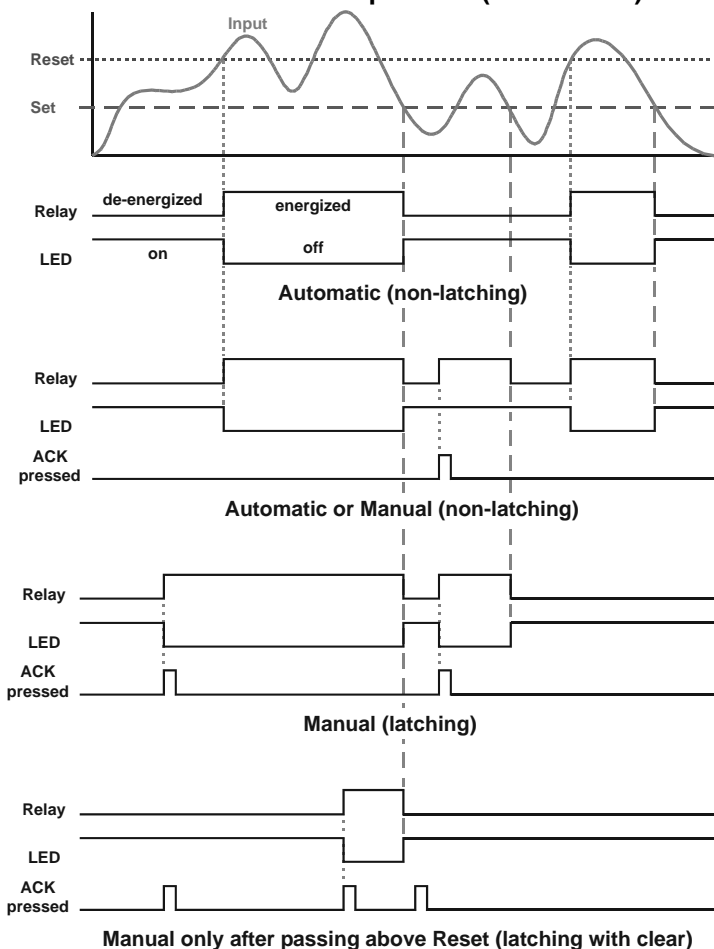 Input
Reset
Set
de-energized
energized
Relay
LED
on
off
Automatic (non-latching)
Relay
LED
ACK
pressed
Automatic or Manual (non-latching)
Relay
LED
ACK
pressed
Manual (latching)
Relay
LED
ACK
pressed
Manual only after passing above Reset (latching with clear)